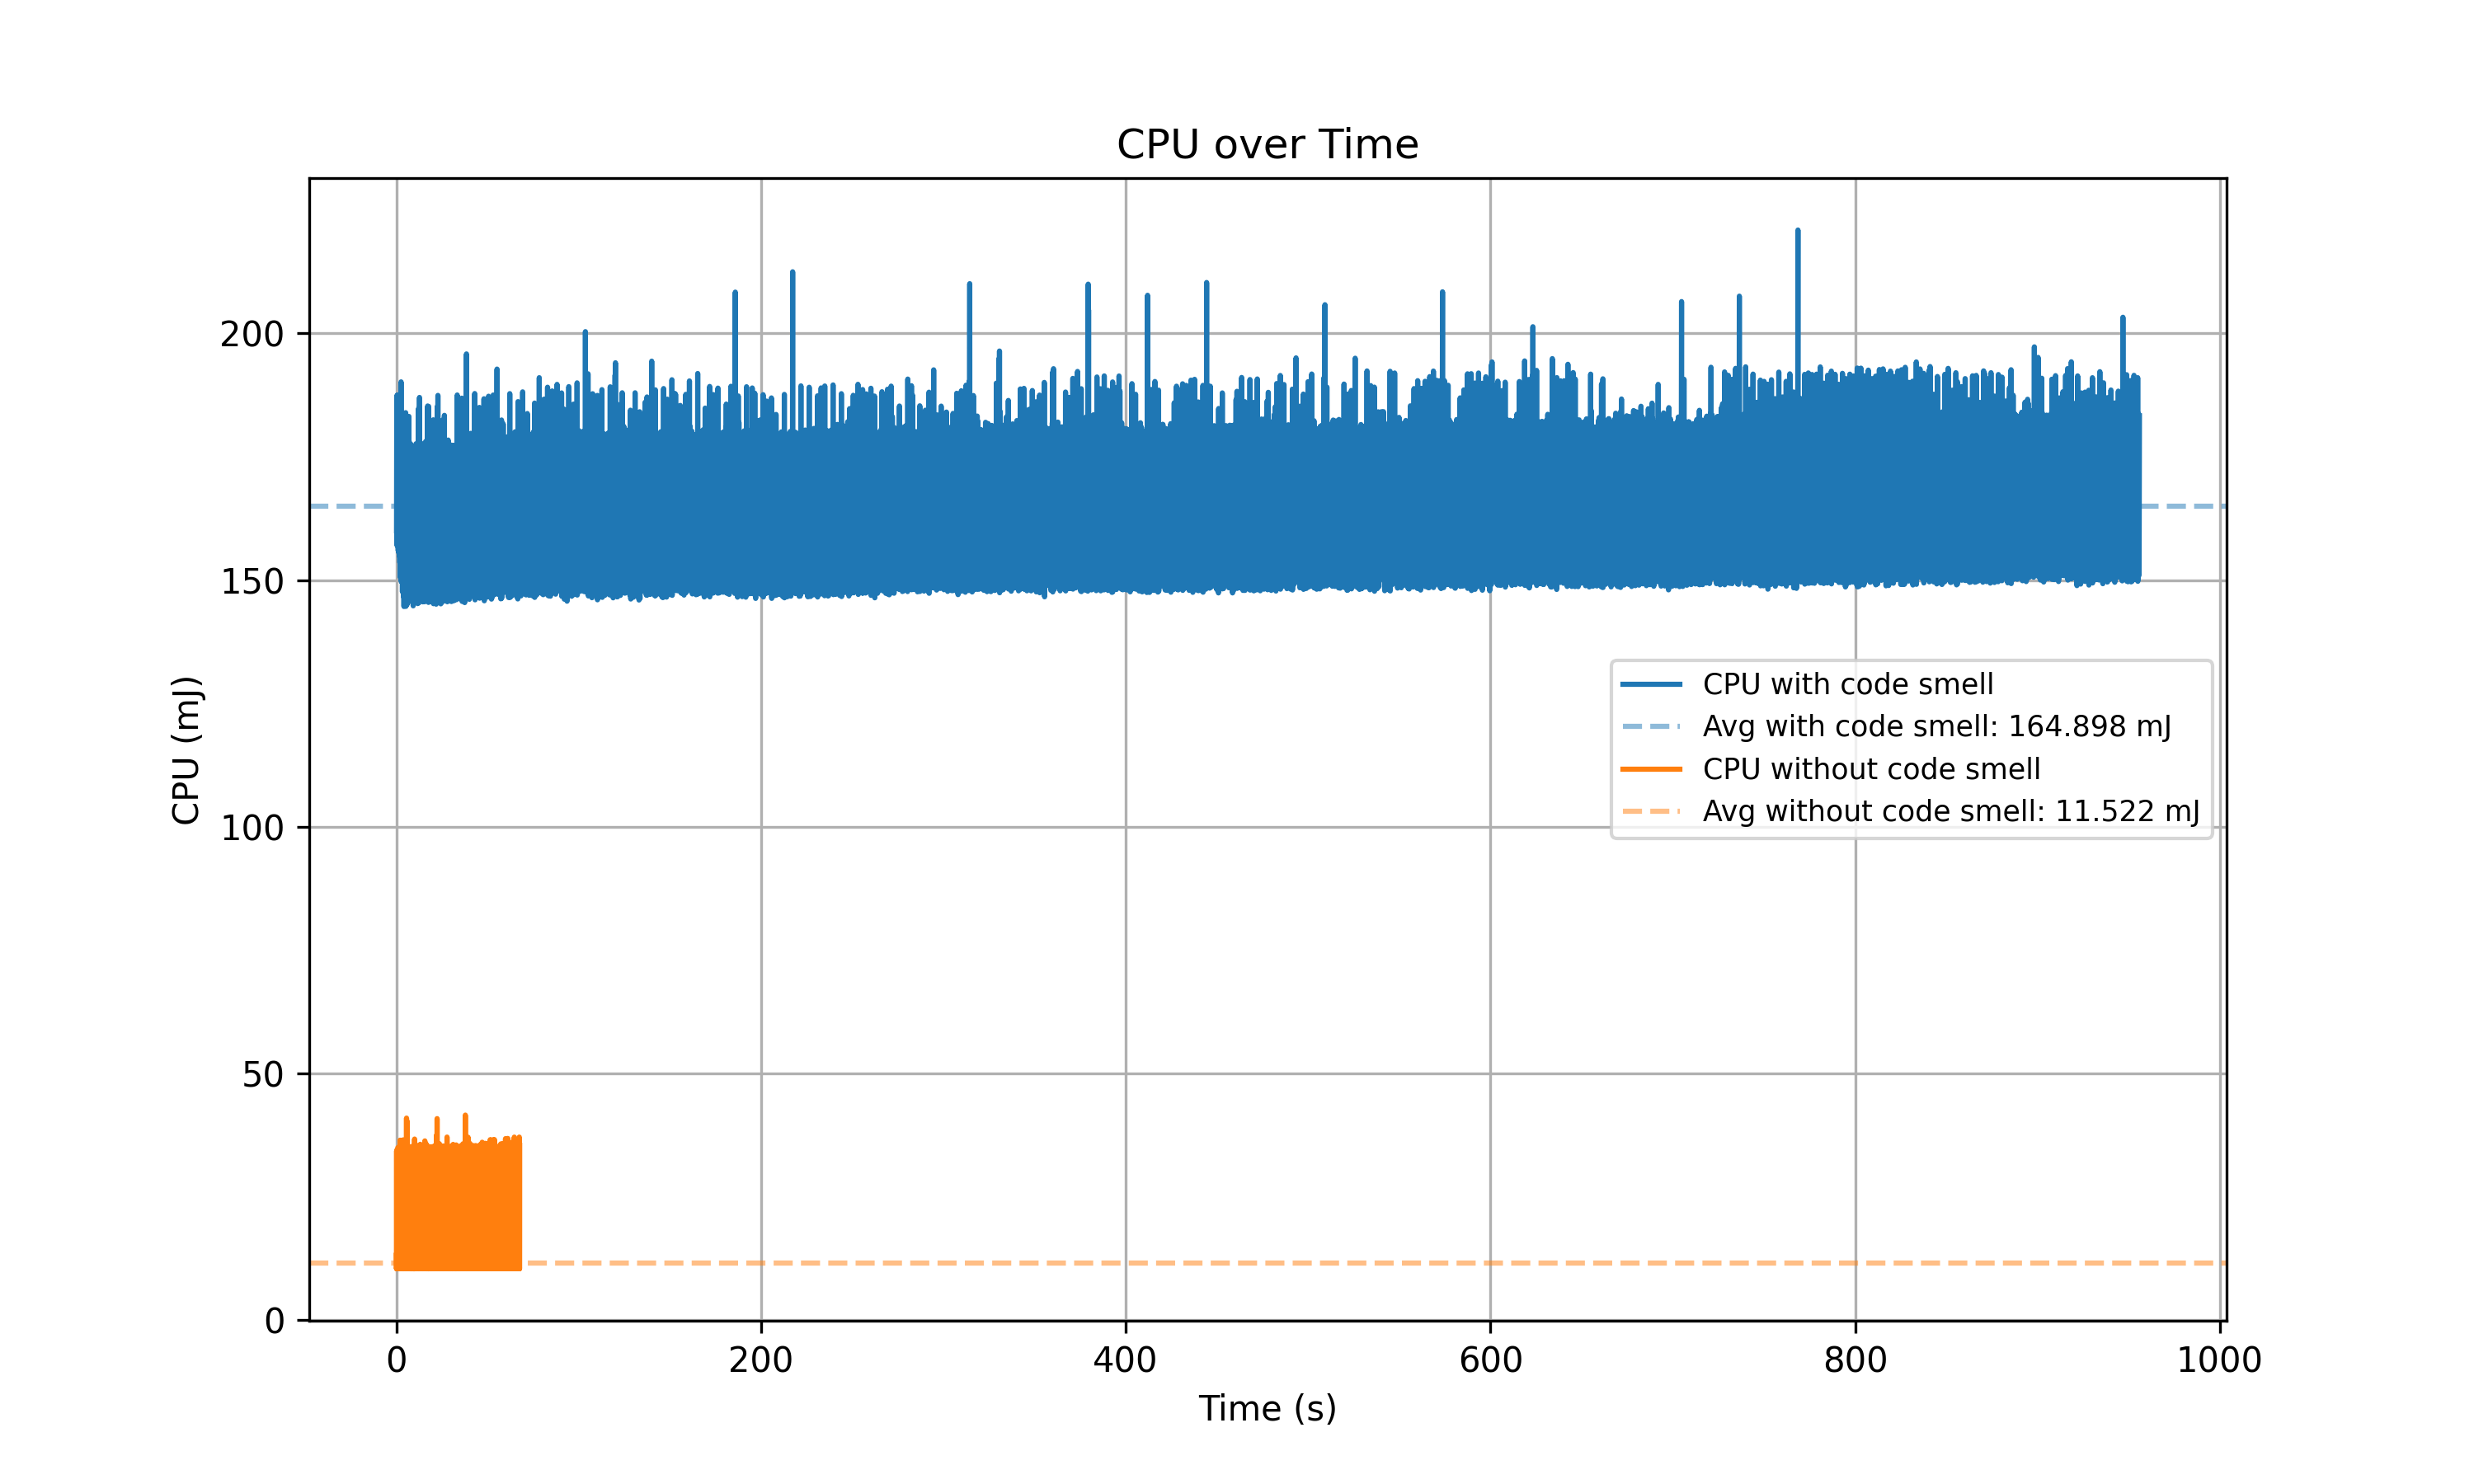 CPU over Time
CPU (mJ)
200
150
100
50
0
0 200 400 600 800 1000
Time (s)
CPU with code smell
Avg with code smell: 164.898 mJ
CPU without code smell
Avg without code smell: 11.522 mJ